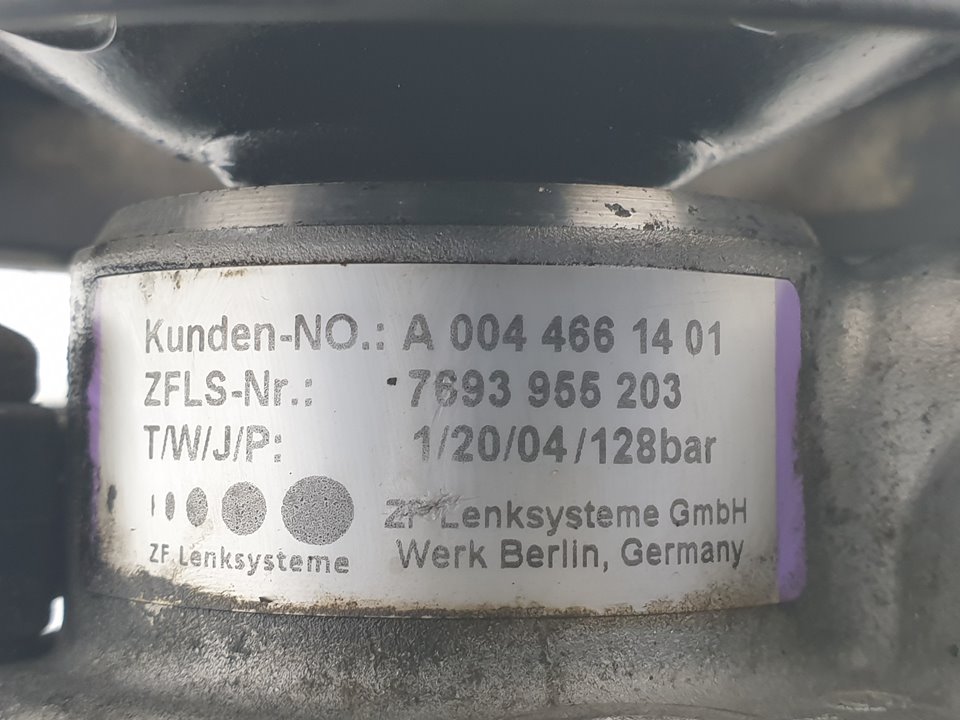 Kunden-NO.: A 004 466 14 01
ZFLS-Nr.: 7693 955 203
T/W/J/P: 1/20/04/128bar
ZF Lenksysteme GmbH
ZF Lenksysteme Werk Berlin, Germany